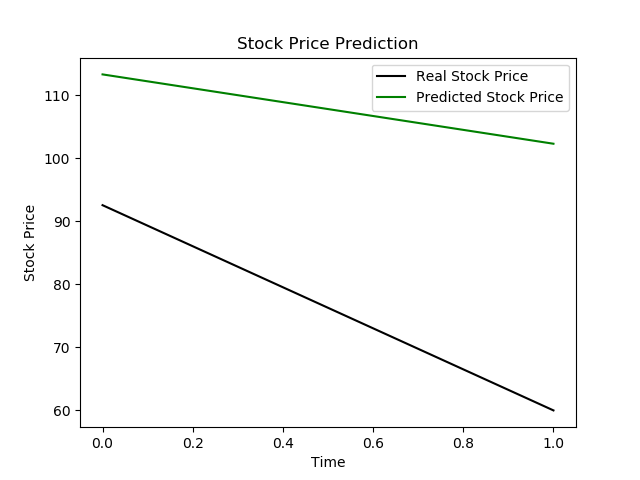 Stock Price Prediction
Real Stock Price
Predicted Stock Price
Stock Price
110
100
90
80
70
60
0.0 0.2 0.4 0.6 0.8 1.0
Time